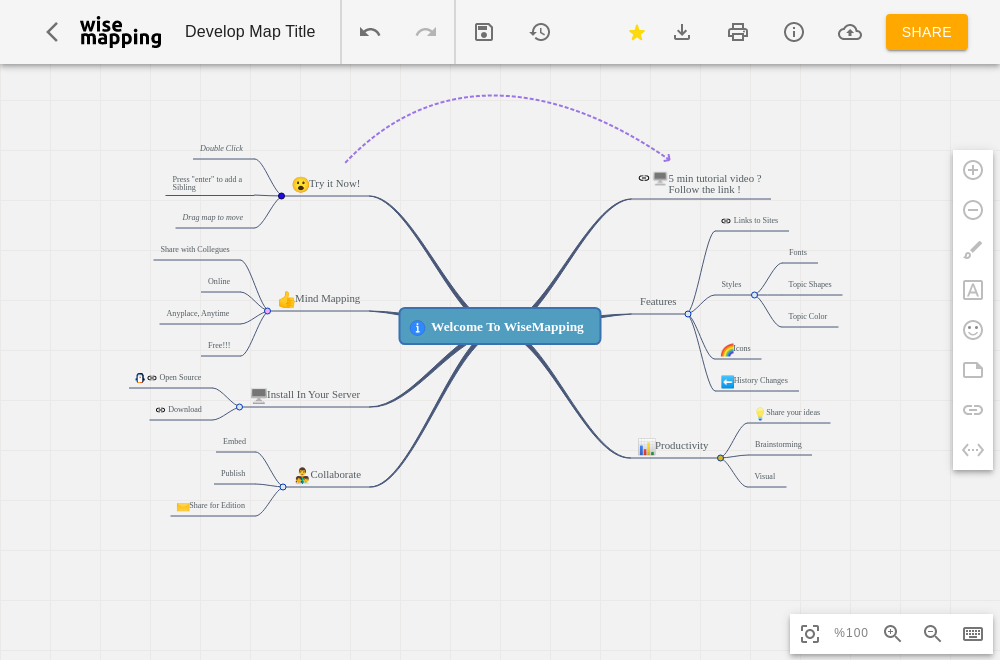 wise
mapping
Develop Map Title
SHARE
Double Click
Press "enter" to add a
Sibling
Drag map to move
Try it Now!
Share with Collegues
Online
Anyplace, Anytime
Free!!!
Mind Mapping
Open Source
Download
Install In Your Server
Embed
Publish
Share for Edition
Collaborate
Welcome To WiseMapping
5 min tutorial video ?
Follow the link !
Links to Sites
Fonts
Styles
Topic Shapes
Topic Color
Features
Icons
History Changes
Share your ideas
Productivity
Brainstorming
Visual
%100